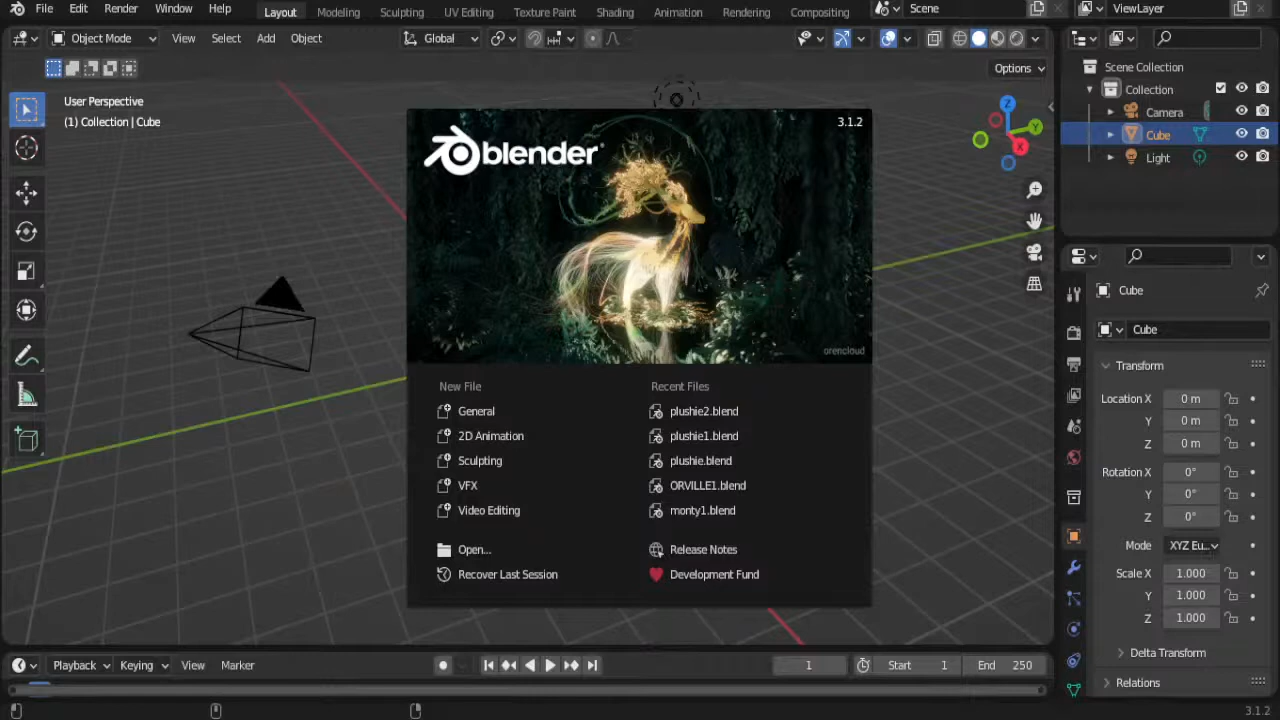 File Edit Render Window Help Layout Modeling Sculpting UV Editing Texture Paint Shading Animation Rendering Compositing Scene ViewLayer
Object Mode View Select Add Object Global
Options
User Perspective
(1) Collection | Cube
Z
Y
X
Scene Collection
Collection
Camera
Cube
Light
blender
3.1.2
orencloud
New File
General
2D Animation
Sculpting
VFX
Video Editing
Open...
Recover Last Session
Recent Files
plushie2.blend
plushie1.blend
plushie.blend
ORVILLE1.blend
monty1.blend
Release Notes
Development Fund
Cube
Cube
Transform
Location X 0 m
Y 0 m
Z 0 m
Rotation X 0°
Y 0°
Z 0°
Mode XYZ Eu...
Scale X 1.000
Y 1.000
Z 1.000
Delta Transform
Relations
Playback Keying View Marker 1 Start 1 End 250
3.1.2